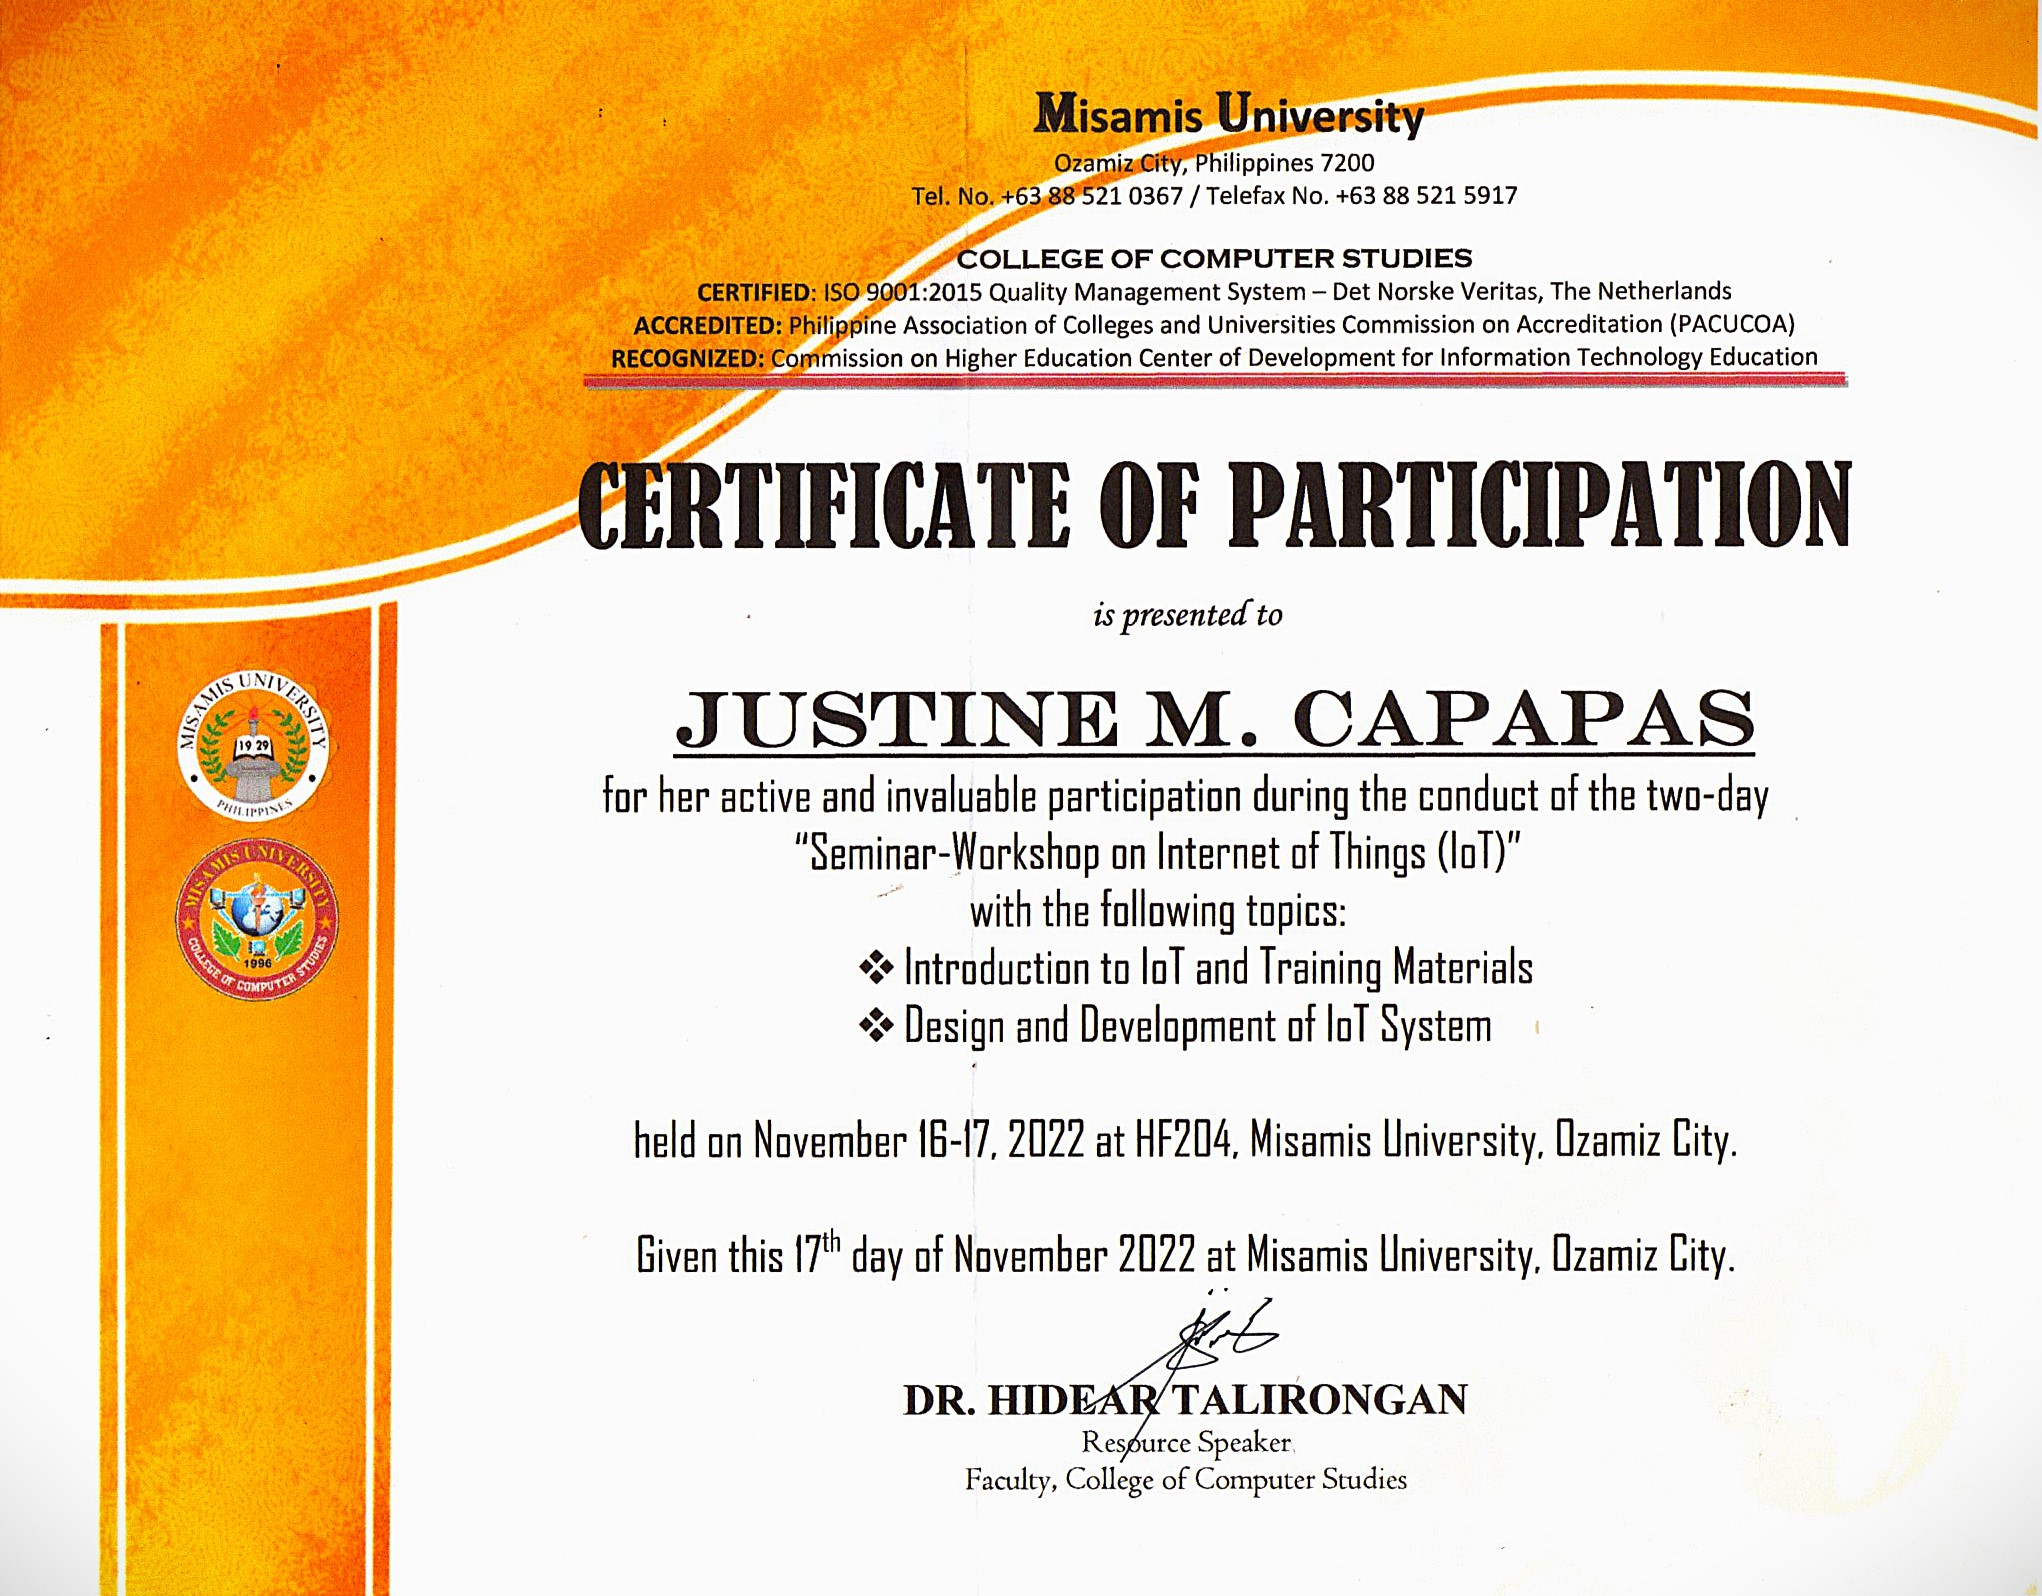 Misamis University
Ozamiz City, Philippines 7200
Tel. No. +63 88 521 0367 / Telefax No. +63 88 521 5917
COLLEGE OF COMPUTER STUDIES
CERTIFIED: ISO 9001:2015 Quality Management System – Det Norske Veritas, The Netherlands
ACCREDITED: Philippine Association of Colleges and Universities Commission on Accreditation (PACUCOA)
RECOGNIZED: Commission on Higher Education Center of Development for Information Technology Education
CERTIFICATE OF PARTICIPATION
is presented to
JUSTINE M. CAPAPAS
for her active and invaluable participation during the conduct of the two-day
“Seminar-Workshop on Internet of Things (IoT)”
with the following topics:
❖ Introduction to IoT and Training Materials
❖ Design and Development of IoT System
held on November 16-17, 2022 at HF204, Misamis University, Ozamiz City.
Given this 17th day of November 2022 at Misamis University, Ozamiz City.
DR. HIDEAR TALIRONGAN
Resource Speaker
Faculty, College of Computer Studies
MISAMIS UNIVERSITY
19 29
PHILIPPINES
MISAMIS UNIVERSITY
1996
COLLEGE OF COMPUTER STUDIES